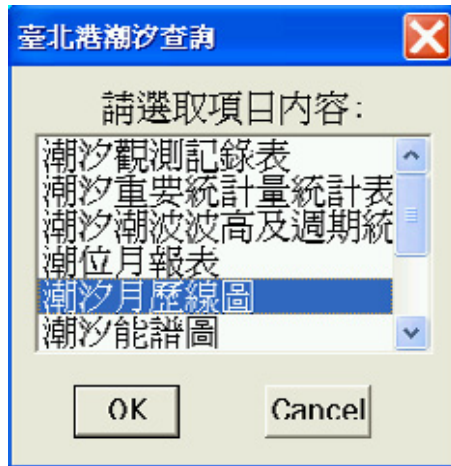 臺北港潮汐查詢
請選取項目內容:
潮汐觀測記錄表
潮汐重要統計量統計表
潮汐潮波波高及週期統
潮位月報表
潮汐月歷線圖
潮汐能譜圖
OK
Cancel